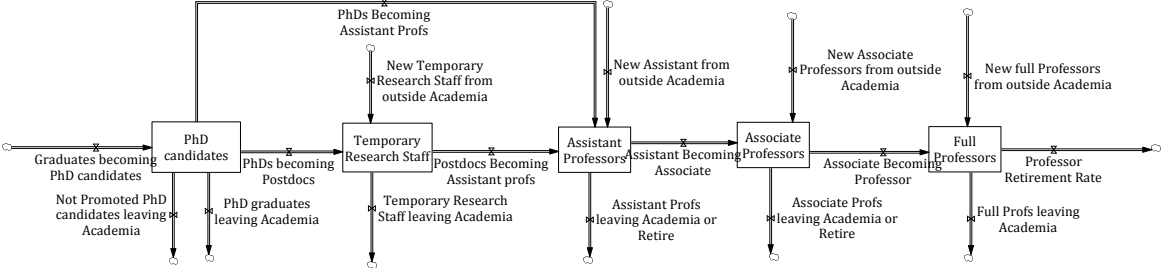 PhDs Becoming
Assistant Profs
New Temporary
Research Staff from
outside Academia
New Assistant from
outside Academia
New Associate
Professors from outside
Academia
New full Professors
from outside Academia
PhD
candidates
Temporary
Research Staff
Assistant
Professors
Associate
Professors
Full
Professors
Graduates becoming
PhD candidates
PhDs becoming
Postdocs
Postdocs Becoming
Assistant profs
Assistant Becoming
Associate
Associate Becoming
Professor
Professor
Retirement Rate
Not Promoted PhD
candidates leaving
Academia
PhD graduates
leaving Academia
Temporary Research
Staff leaving Academia
Assistant Profs
leaving Academia or
Retire
Associate Profs
leaving Academia or
Retire
Full Profs leaving
Academia